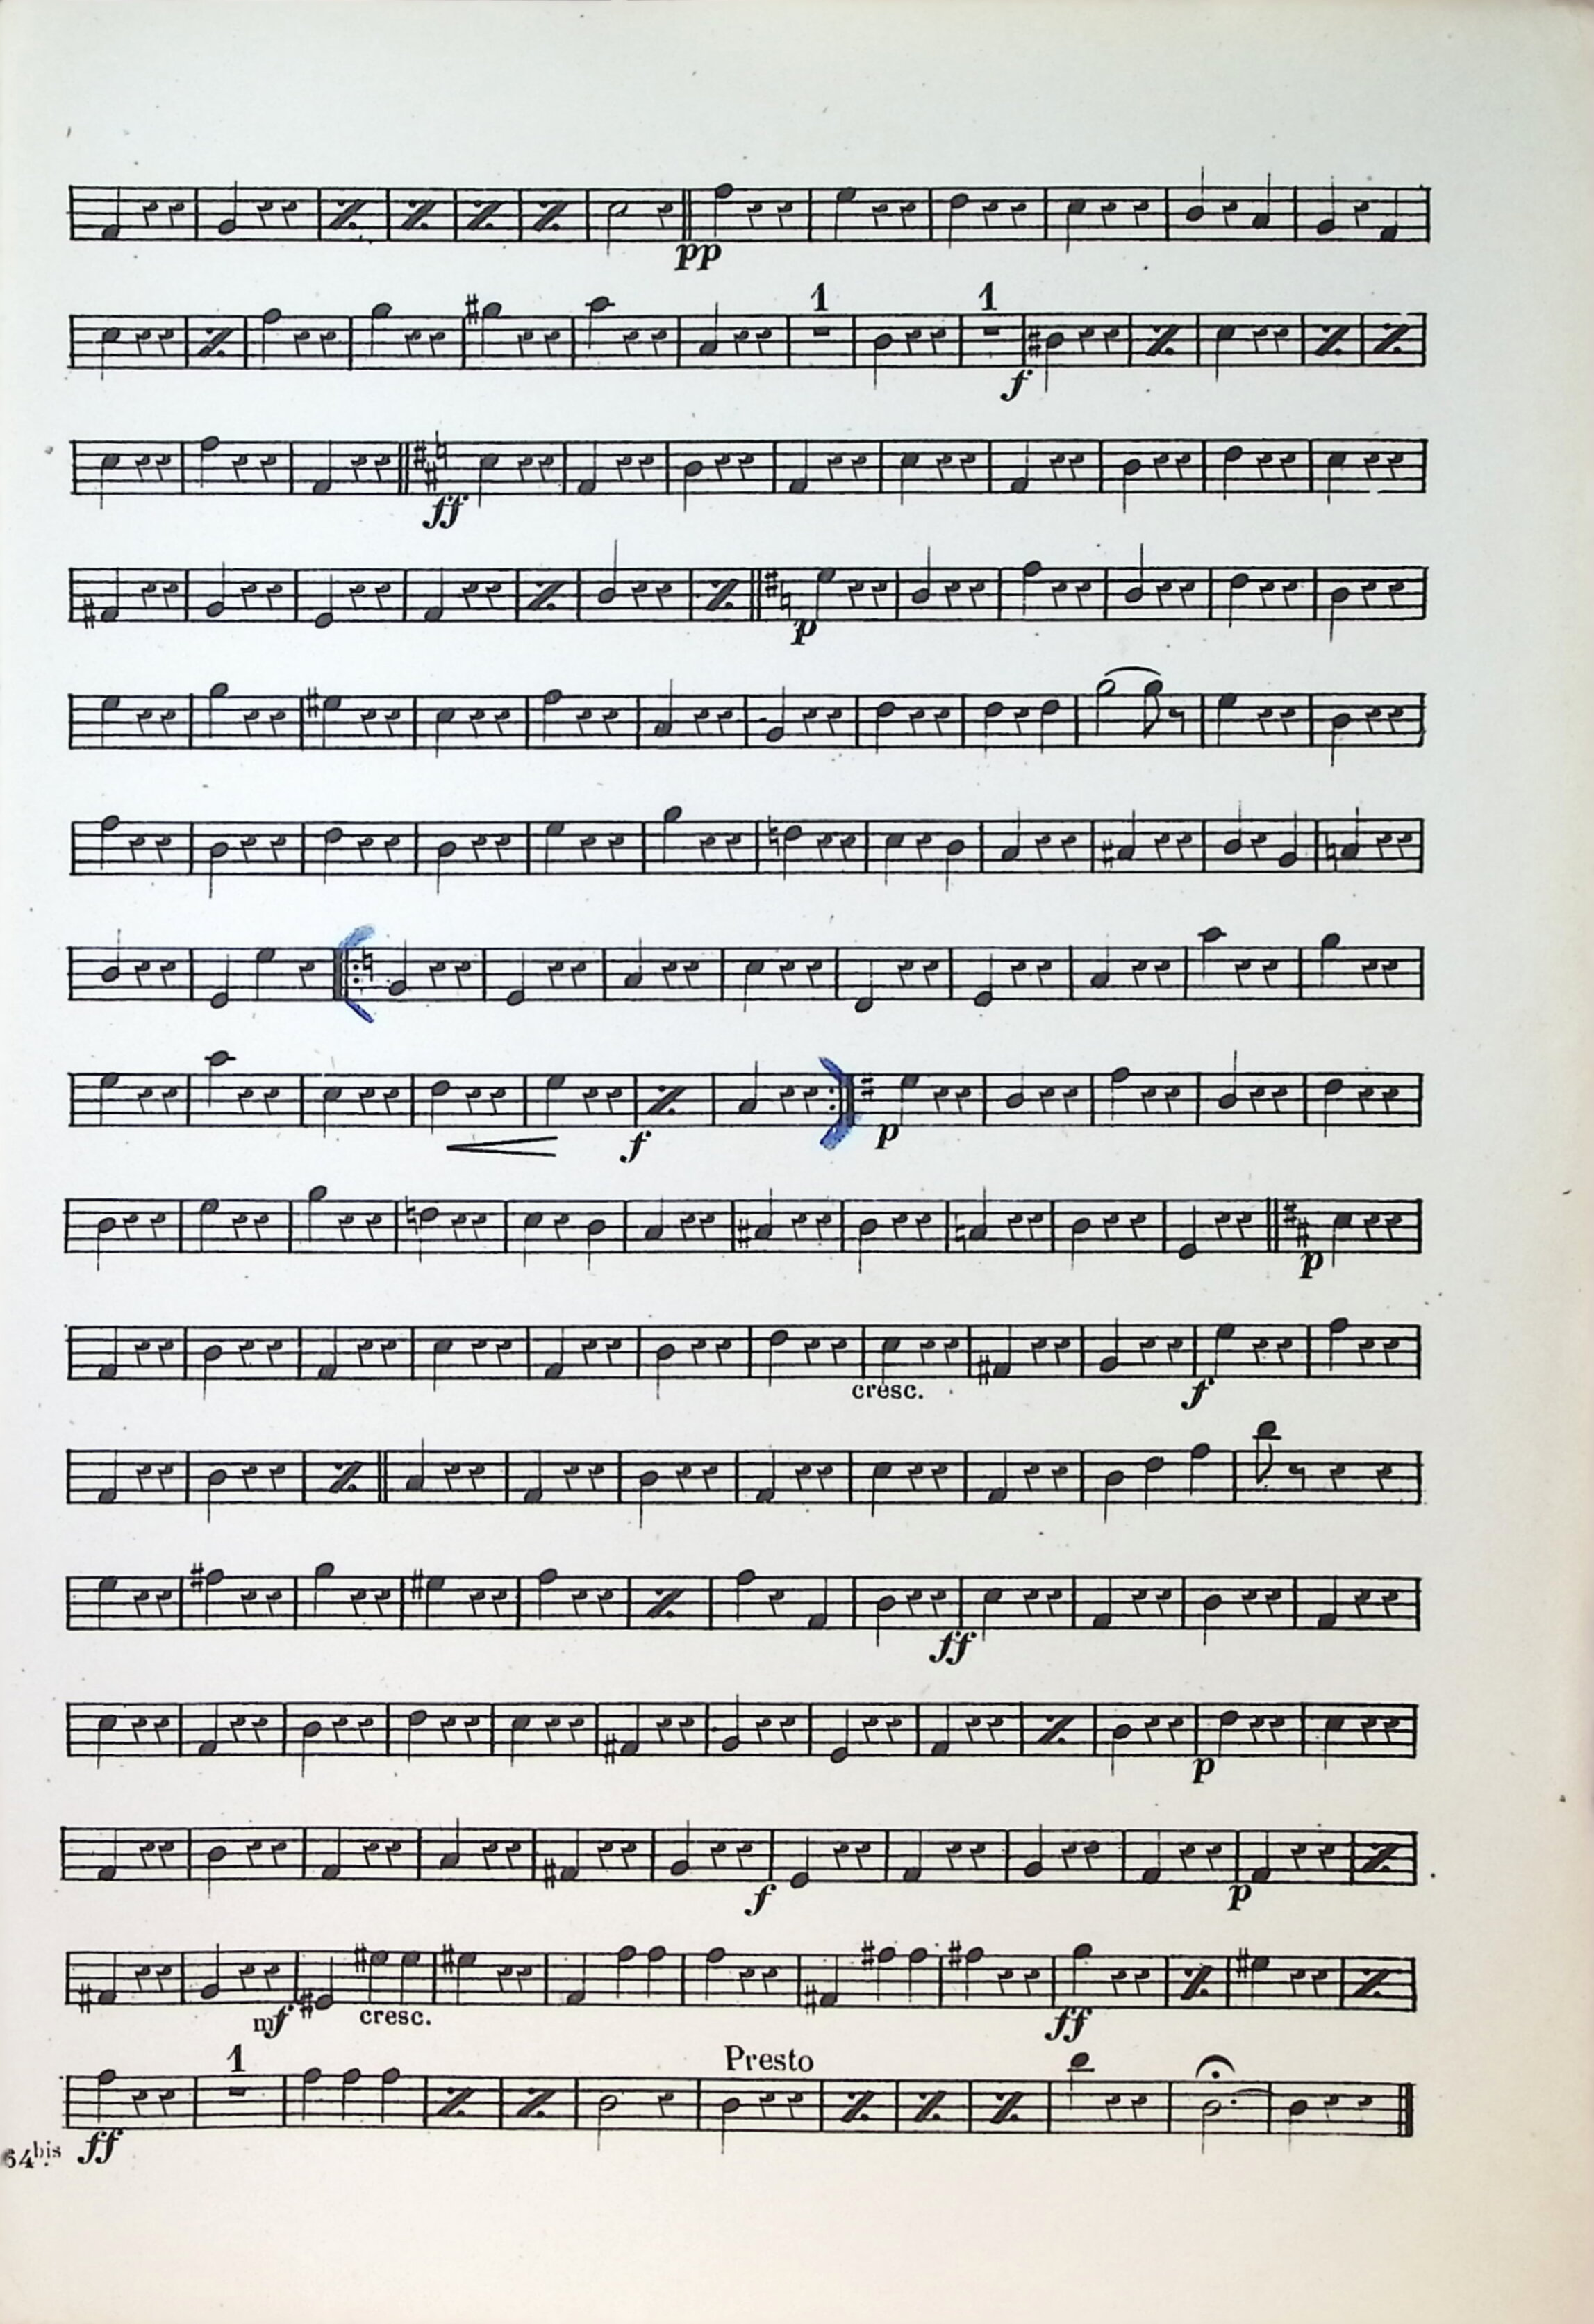 pp
1 1
f
ff
p
f
p
p
cresc. f
ff
p
f p
mf cresc. ff
1 Presto
ff
64bis.